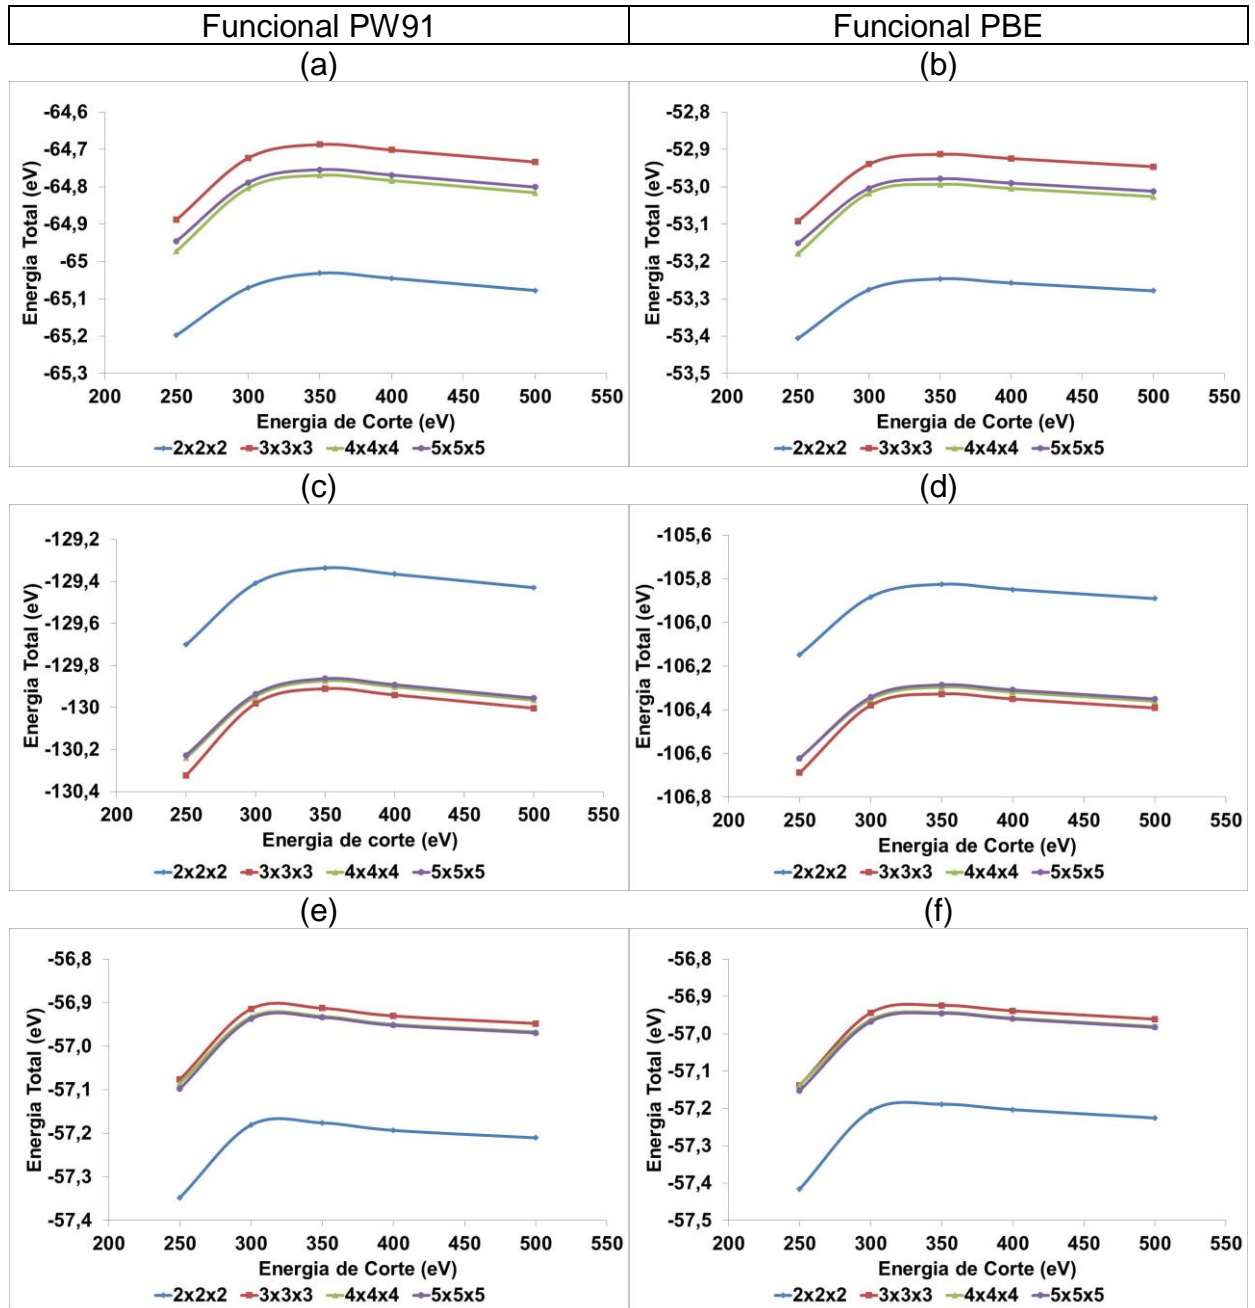 Funcional PW91
Funcional PBE
(a)
(b)
-64,6
-64,7
-64,8
-64,9
-65
-65,1
-65,2
-65,3
Energia Total (eV)
200 250 300 350 400 450 500 550
Energia de Corte (eV)
2x2x2 3x3x3 4x4x4 5x5x5
-52,8
-52,9
-53,0
-53,1
-53,2
-53,3
-53,4
-53,5
Energia Total (eV)
200 250 300 350 400 450 500 550
Energia de Corte (eV)
2x2x2 3x3x3 4x4x4 5x5x5
(c)
(d)
-129,2
-129,4
-129,6
-129,8
-130
-130,2
-130,4
Energia Total (eV)
200 250 300 350 400 450 500 550
Energia de corte (eV)
2x2x2 3x3x3 4x4x4 5x5x5
-105,6
-105,8
-106,0
-106,2
-106,4
-106,6
-106,8
Energia Total (eV)
200 250 300 350 400 450 500 550
Energia de Corte (eV)
2x2x2 3x3x3 4x4x4 5x5x5
(e)
(f)
-56,8
-56,9
-57,0
-57,1
-57,2
-57,3
-57,4
Energia Total (eV)
200 250 300 350 400 450 500 550
Energia de Corte (eV)
2x2x2 3x3x3 4x4x4 5x5x5
-56,8
-56,9
-57,0
-57,1
-57,2
-57,3
-57,4
-57,5
Energia Total (eV)
200 250 300 350 400 450 500 550
Energia de Corte (eV)
2x2x2 3x3x3 4x4x4 5x5x5